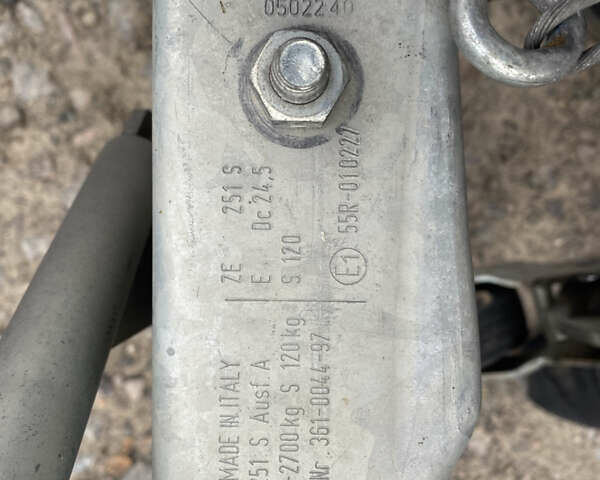 0502240
MADE IN ITALY
251 S Ausf. A
-2700kg S 120kg
Nr 361-0044-97
ZE 251 S
E Dc 24,5
S. 120
E1 55R-010227